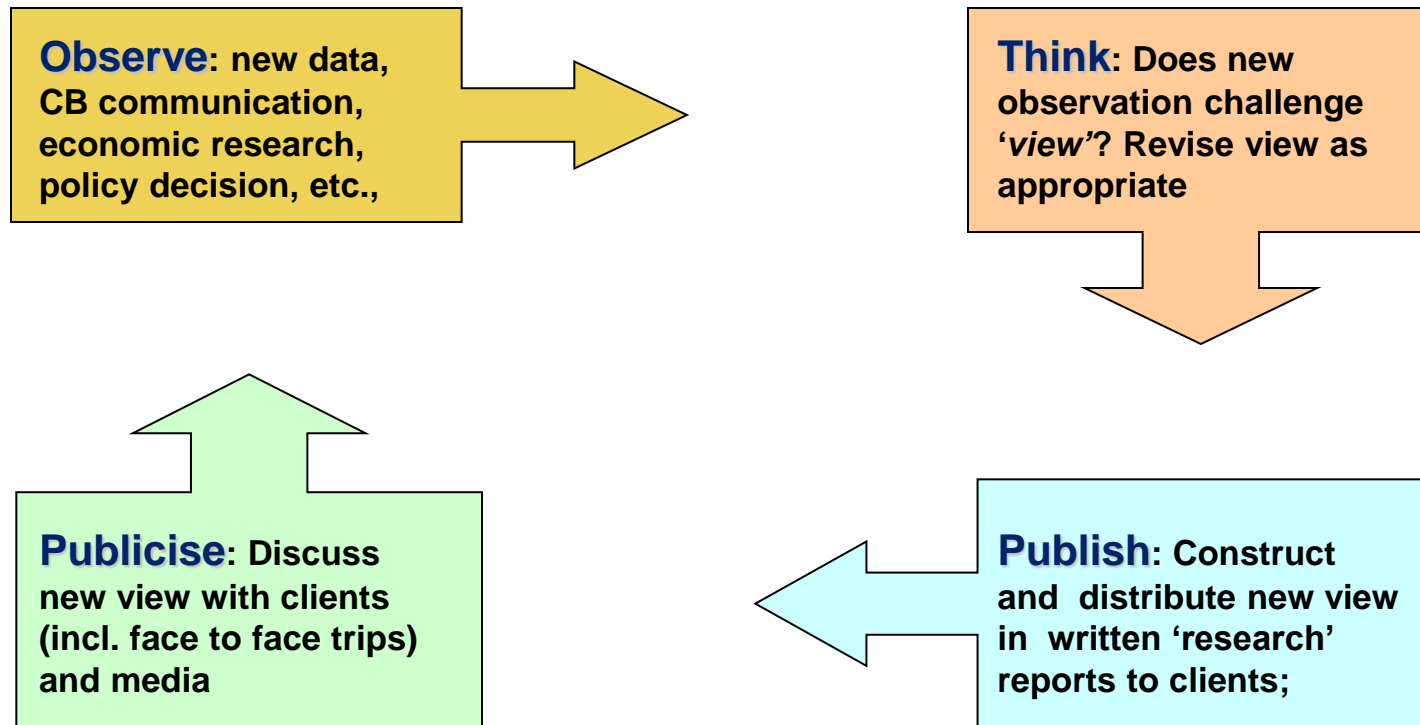 Observe: new data,
CB communication,
economic research,
policy decision, etc.,
Think: Does new
observation challenge
‘view’? Revise view as
appropriate
Publish: Construct
and distribute new view
in written ‘research’
reports to clients;
Publicise: Discuss
new view with clients
(incl. face to face trips)
and media